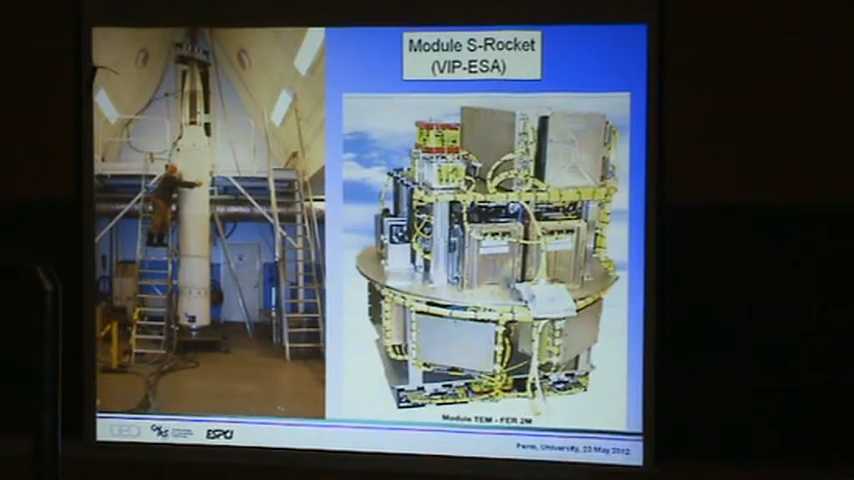 Module S-Rocket
(VIP-ESA)
Module TEM - FER 2M
ESPCI
Perm, University, 23 May 2012